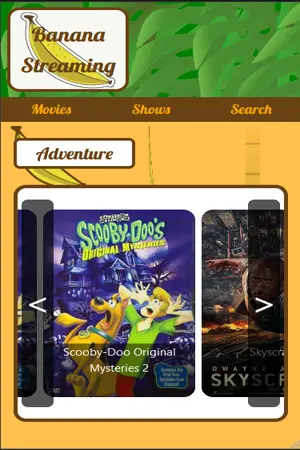 Banana
Streaming
Movies
Shows
Search
Adventure
<
SCOOBY-DOO'S
ORIGINAL MYSTERIES
Scooby-Doo Original
Mysteries 2
Skyscra
DWAYNE J
SKYSCR
>